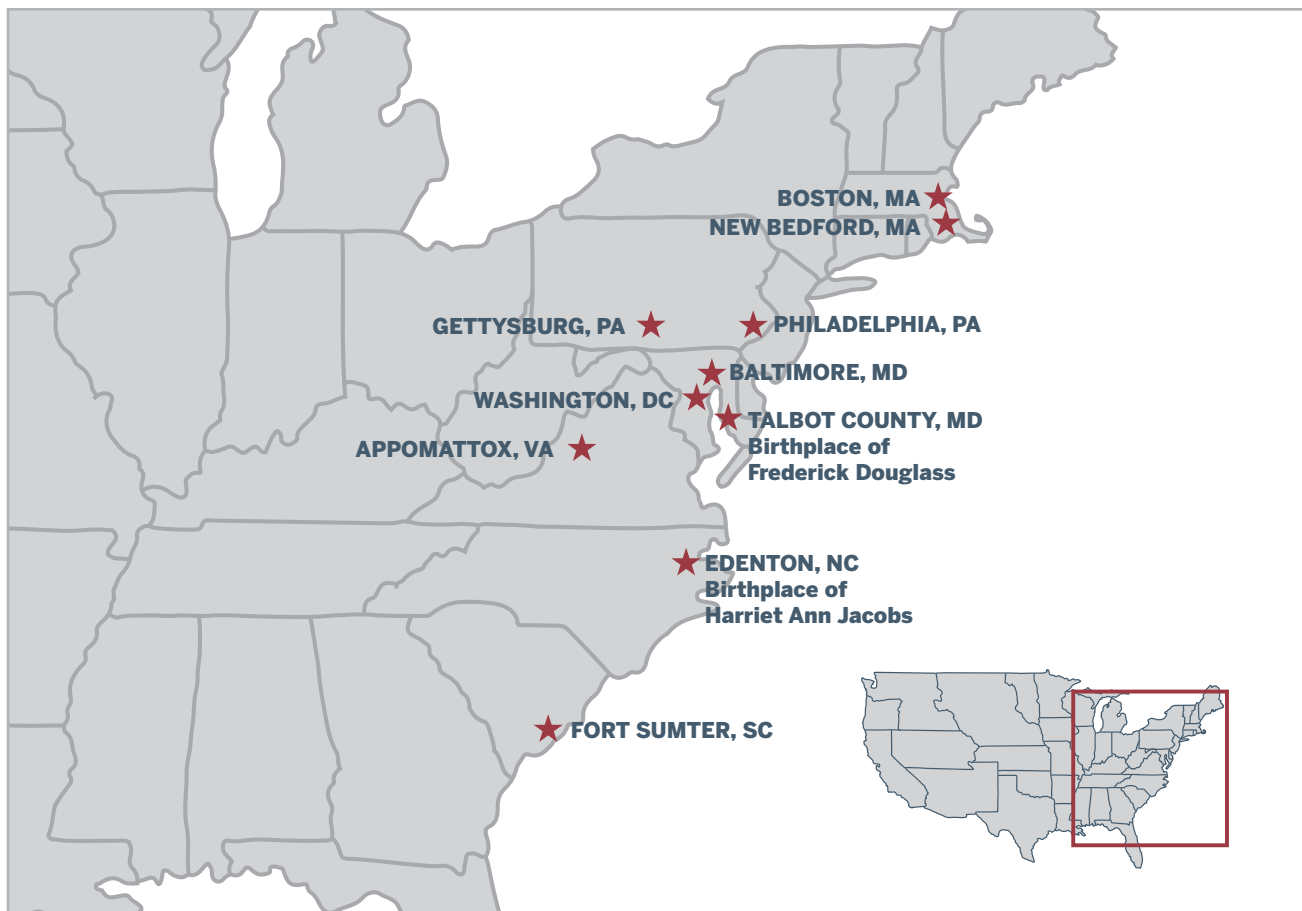 BOSTON, MA
NEW BEDFORD, MA
GETTYSBURG, PA
PHILADELPHIA, PA
BALTIMORE, MD
WASHINGTON, DC
TALBOT COUNTY, MD
Birthplace of
Frederick Douglass
APPOMATTOX, VA
EDENTON, NC
Birthplace of
Harriet Ann Jacobs
FORT SUMTER, SC